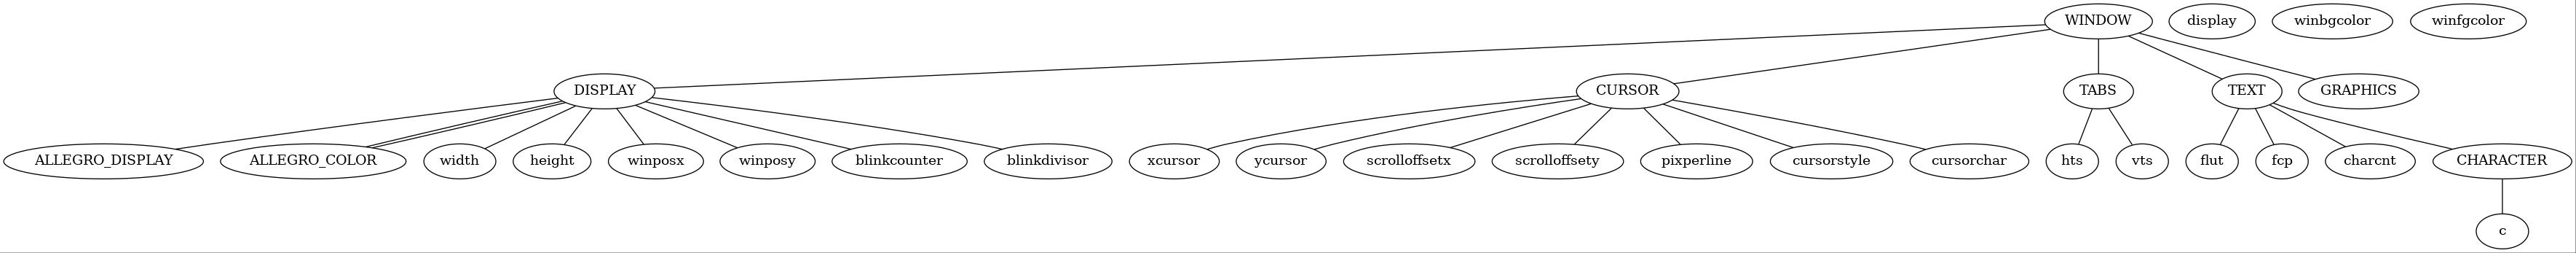 WINDOW display winbgcolor winfgcolor
DISPLAY CURSOR TABS TEXT GRAPHICS
ALLEGRO_DISPLAY ALLEGRO_COLOR width height winposx winposy blinkcounter blinkdivisor xcursor ycursor scrolloffsetx scrolloffsety pixperline cursorstyle cursorchar hts vts flut fcp charcnt CHARACTER
c